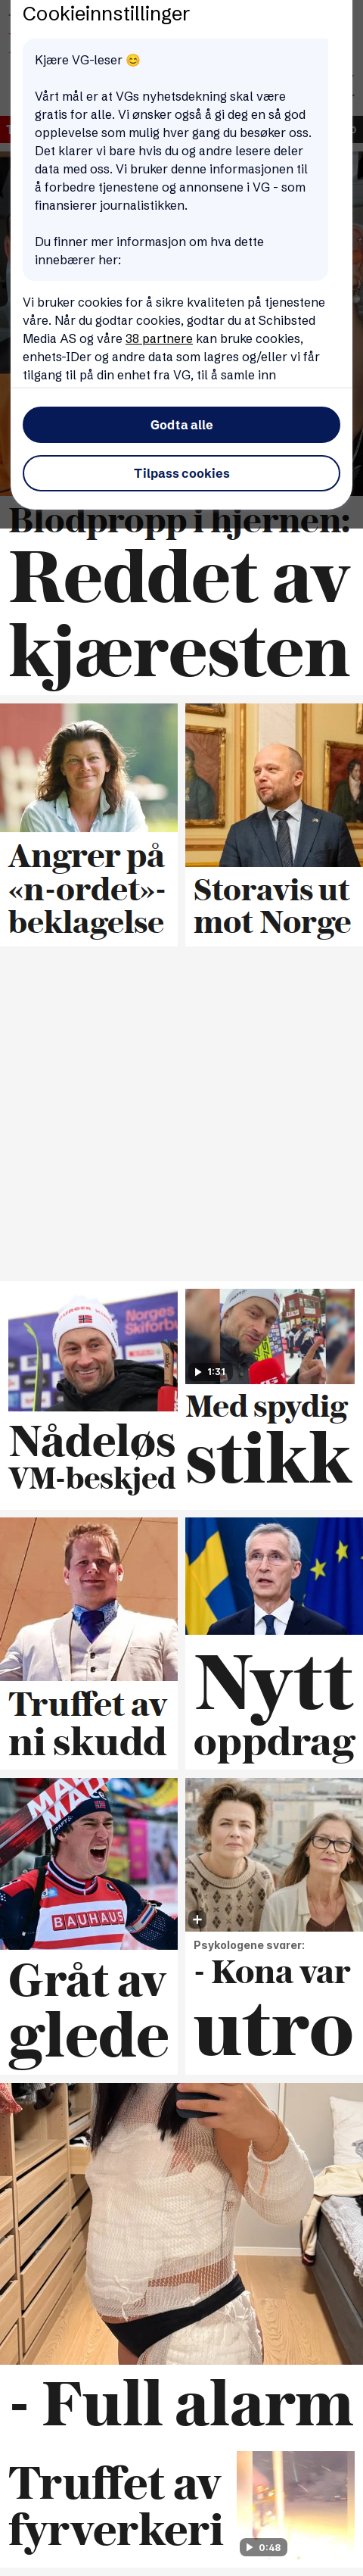 Cookieinnstillinger
Kjære VG-leser 😊
Vårt mål er at VGs nyhetsdekning skal være
gratis for alle. Vi ønsker også å gi deg en så god
opplevelse som mulig hver gang du besøker oss.
Det klarer vi bare hvis du og andre lesere deler
data med oss. Vi bruker denne informasjonen til
å forbedre tjenestene og annonsene i VG - som
finansierer journalistikken.
Du finner mer informasjon om hva dette
innebærer her:
Vi bruker cookies for å sikre kvaliteten på tjenestene
våre. Når du godtar cookies, godtar du at Schibsted
Media AS og våre 38 partnere kan bruke cookies,
enhets-IDer og andre data som lagres og/eller vi får
tilgang til på din enhet fra VG, til å samle inn
Godta alle
Tilpass cookies
Blodpropp i hjernen:
Reddet av
kjæresten
Angrer på
«n-ordet»-
beklagelse
Storavis ut
mot Norge
Norges
Skiforbu
1:31
Nådeløs
VM-beskjed
Med spydig
stikk
Truffet av
ni skudd
Nytt
oppdrag
BAUHAUS
Gråt av
glede
Psykologene svarer:
- Kona var
utro
- Full alarm
Truffet av
fyrverkeri
0:48